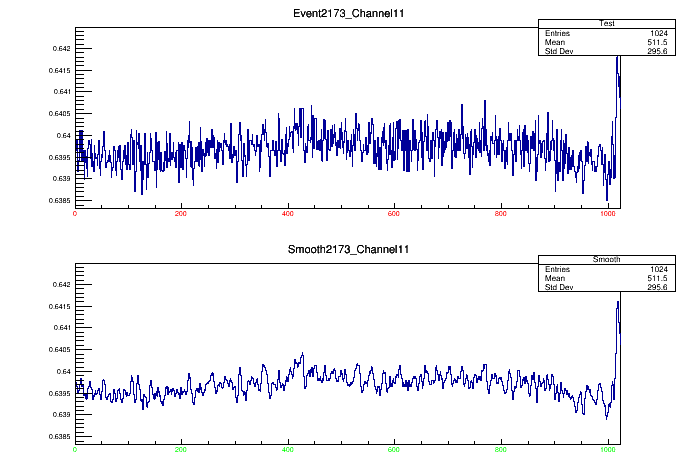 Event2173_Channel11
Test
Entries 1024
Mean 511.5
Std Dev 295.6
0.642
0.6415
0.641
0.6405
0.64
0.6395
0.639
0.6385
0 200 400 600 800 1000
Smooth2173_Channel11
Smooth
Entries 1024
Mean 511.5
Std Dev 295.6
0.642
0.6415
0.641
0.6405
0.64
0.6395
0.639
0.6385
0 200 400 600 800 1000